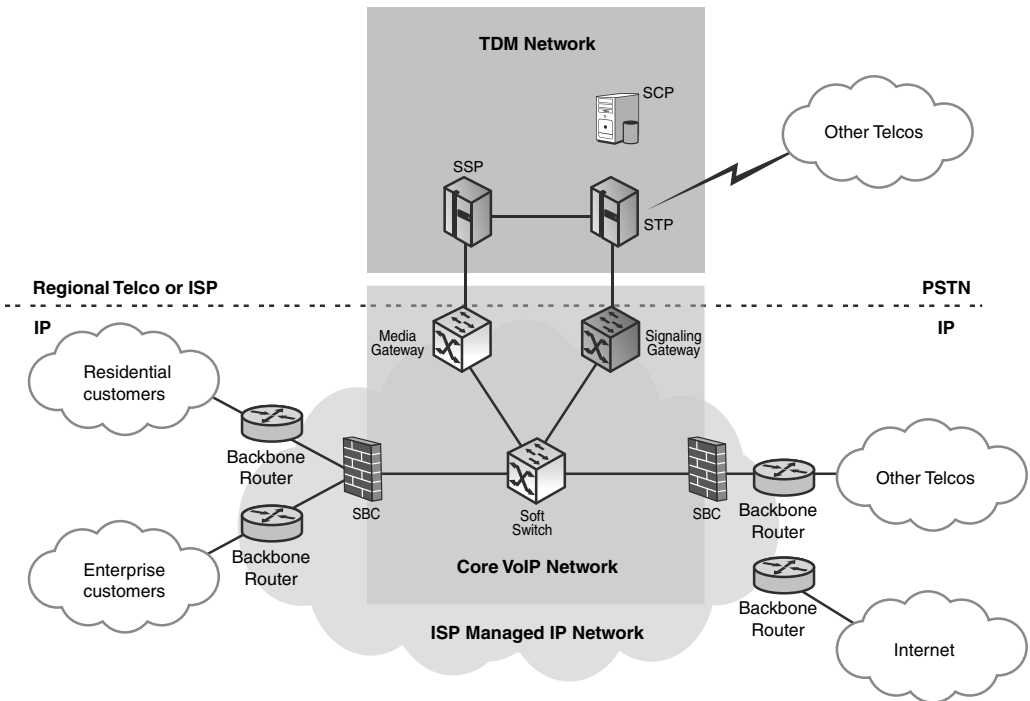 TDM Network
SCP
Other Telcos
SSP
STP
Regional Telco or ISP
PSTN
IP
IP
Media
Gateway
Signaling
Gateway
Residential
customers
Backbone
Router
SBC
Soft
Switch
SBC
Backbone
Router
Other Telcos
Enterprise
customers
Backbone
Router
Core VoIP Network
ISP Managed IP Network
Backbone
Router
Internet